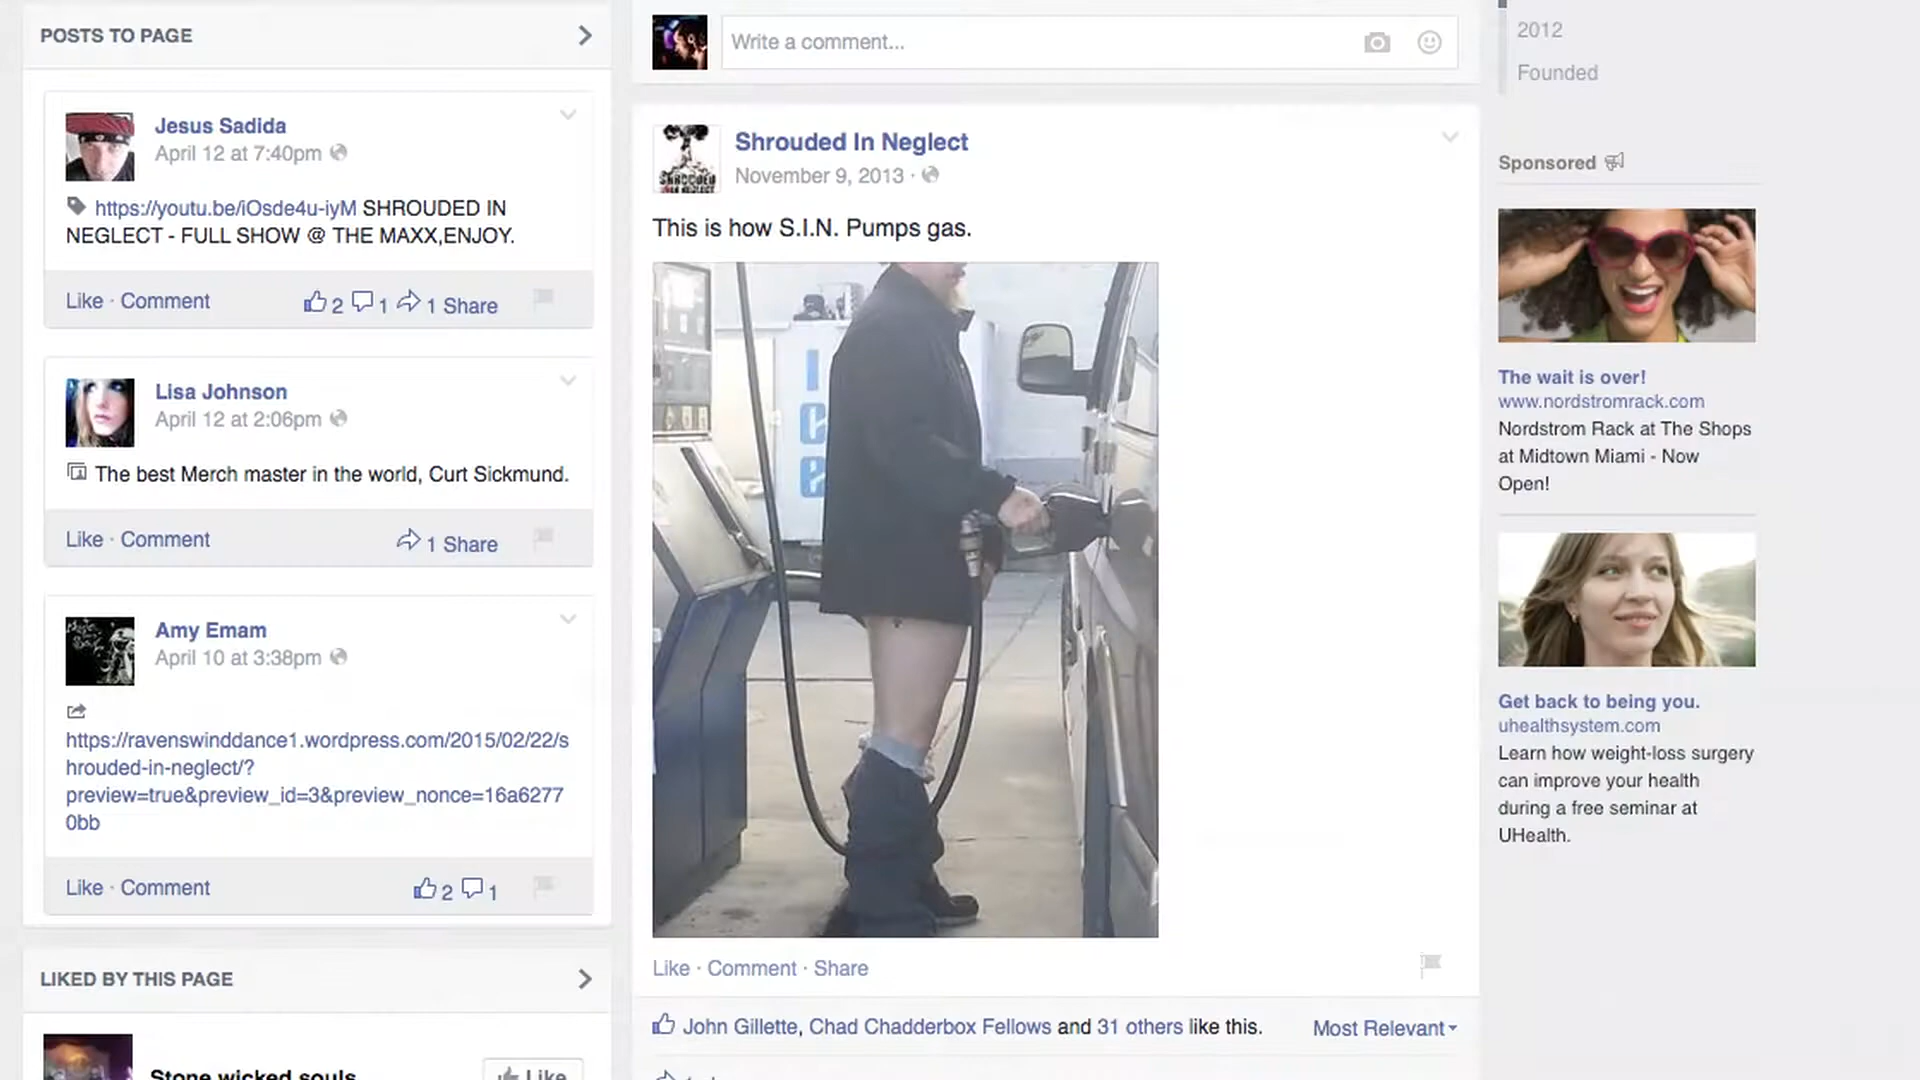 POSTS TO PAGE
Jesus Sadida
April 12 at 7:40pm
https://youtu.be/iOsde4u-iyM SHROUDED IN
NEGLECT - FULL SHOW @ THE MAXX,ENJOY.
Like · Comment
2 1 1 Share
Lisa Johnson
April 12 at 2:06pm
The best Merch master in the world, Curt Sickmund.
Like · Comment
1 Share
Amy Emam
April 10 at 3:38pm
https://ravenswinddance1.wordpress.com/2015/02/22/s
hrouded-in-neglect/?
preview=true&preview_id=3&preview_nonce=16a6277
0bb
Like · Comment
2 1
LIKED BY THIS PAGE
Stone wicked souls
Like
Write a comment...
Shrouded In Neglect
November 9, 2013 ·
SHROUDED
IN NEGLECT
This is how S.I.N. Pumps gas.
ICE
Like · Comment · Share
John Gillette, Chad Chadderbox Fellows and 31 others like this.
Most Relevant
2012
Founded
Sponsored
The wait is over!
www.nordstromrack.com
Nordstrom Rack at The Shops
at Midtown Miami - Now
Open!
Get back to being you.
uhealthsystem.com
Learn how weight-loss surgery
can improve your health
during a free seminar at
UHealth.